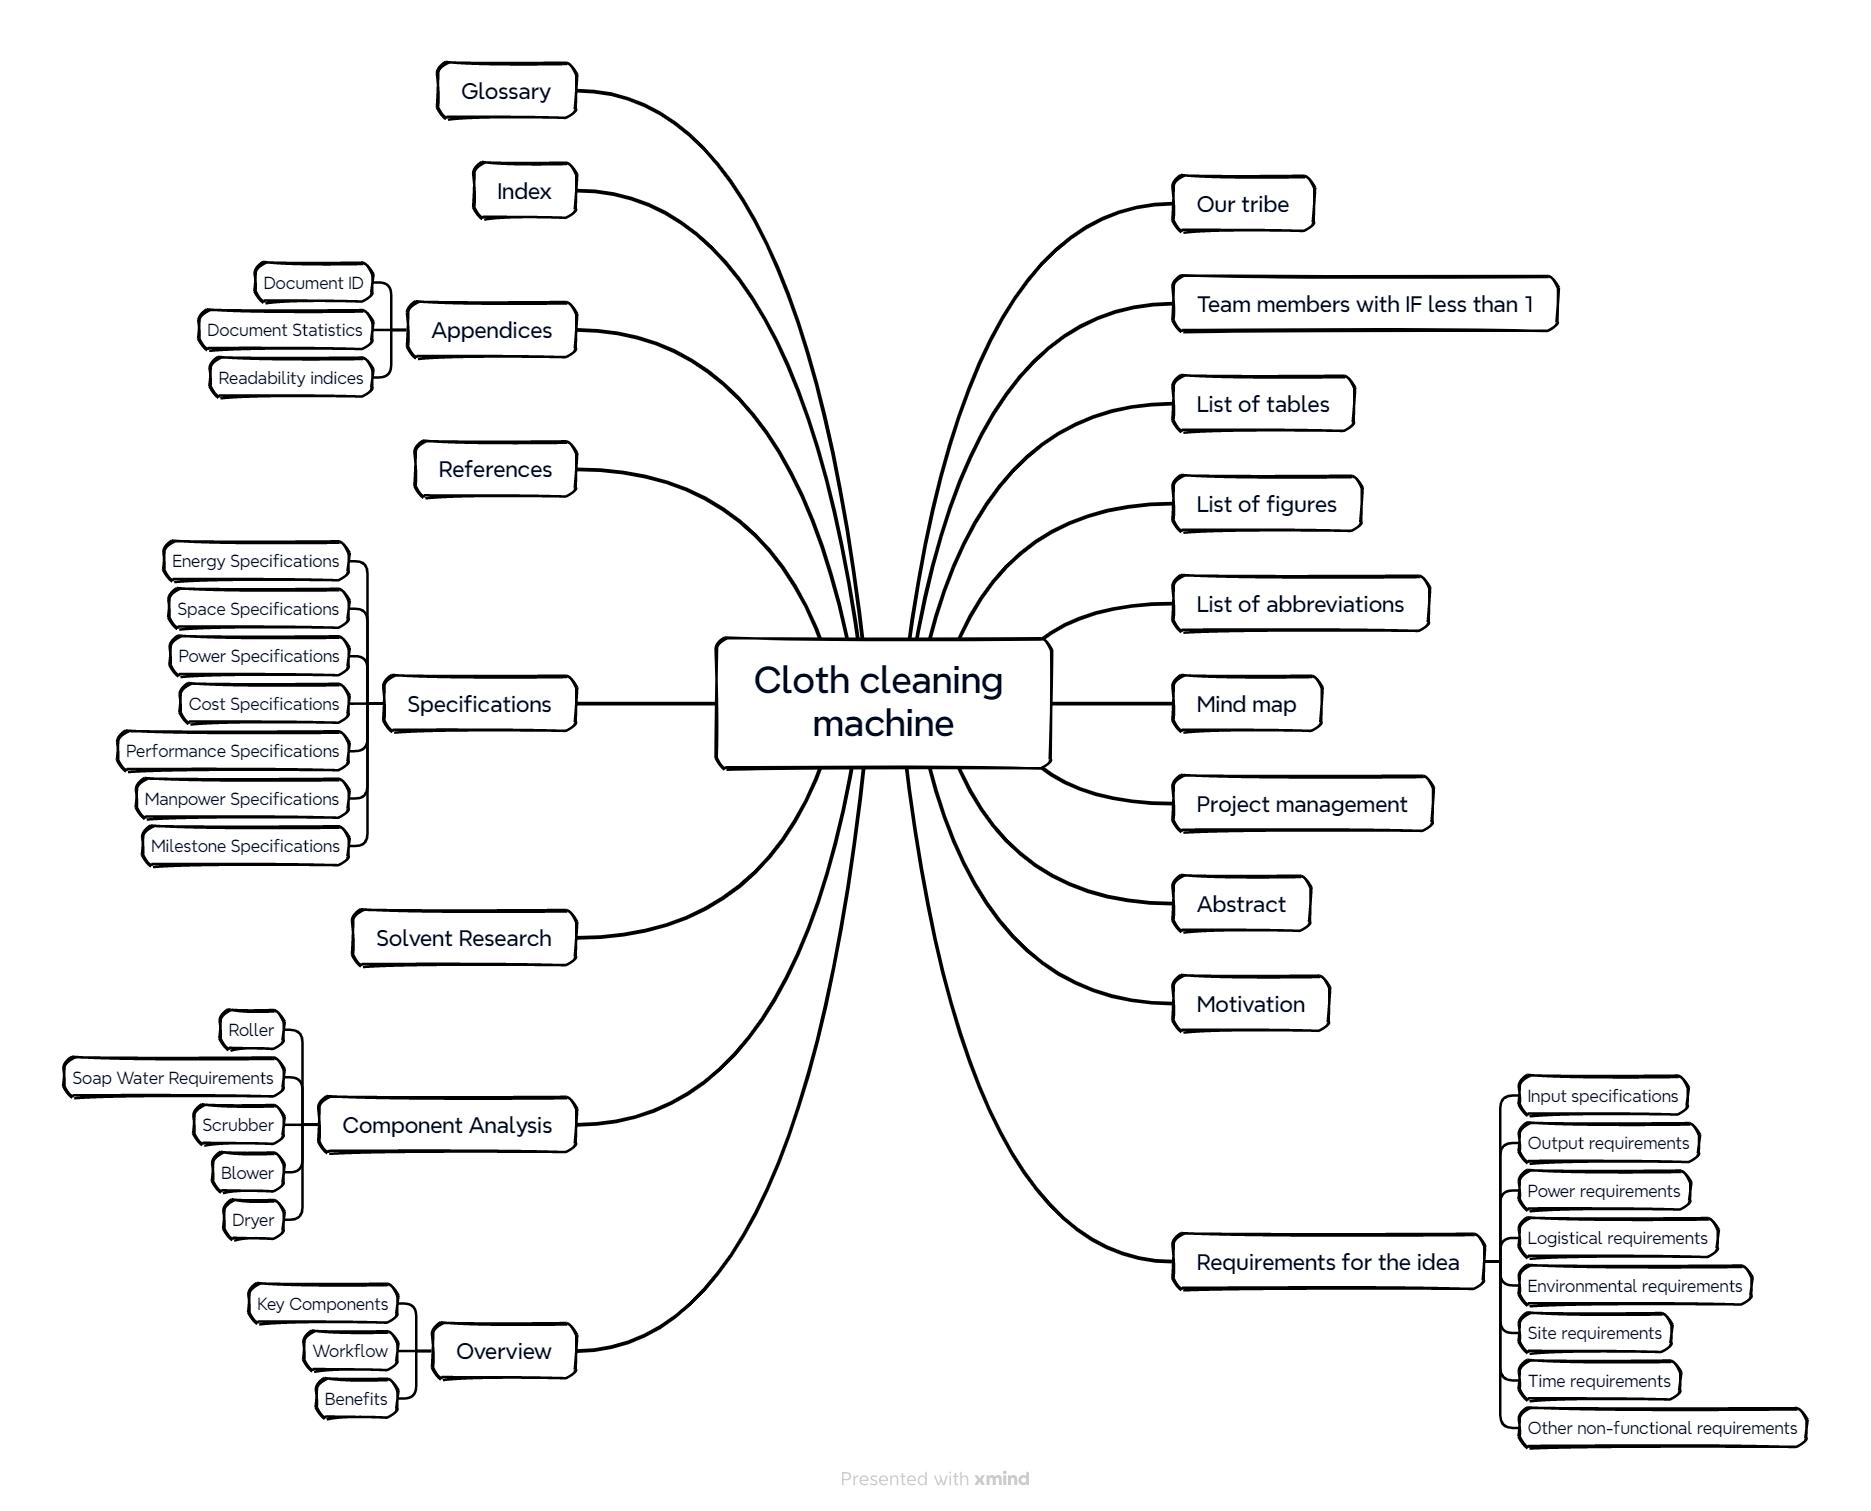 Cloth cleaning
machine
Our tribe
Team members with IF less than 1
List of tables
List of figures
List of abbreviations
Mind map
Project management
Abstract
Motivation
Requirements for the idea
Input specifications
Output requirements
Power requirements
Logistical requirements
Environmental requirements
Site requirements
Time requirements
Other non-functional requirements
Overview
Key Components
Workflow
Benefits
Component Analysis
Roller
Soap Water Requirements
Scrubber
Blower
Dryer
Solvent Research
Specifications
Energy Specifications
Space Specifications
Power Specifications
Cost Specifications
Performance Specifications
Manpower Specifications
Milestone Specifications
References
Appendices
Document ID
Document Statistics
Readability indices
Index
Glossary
Presented with xmind